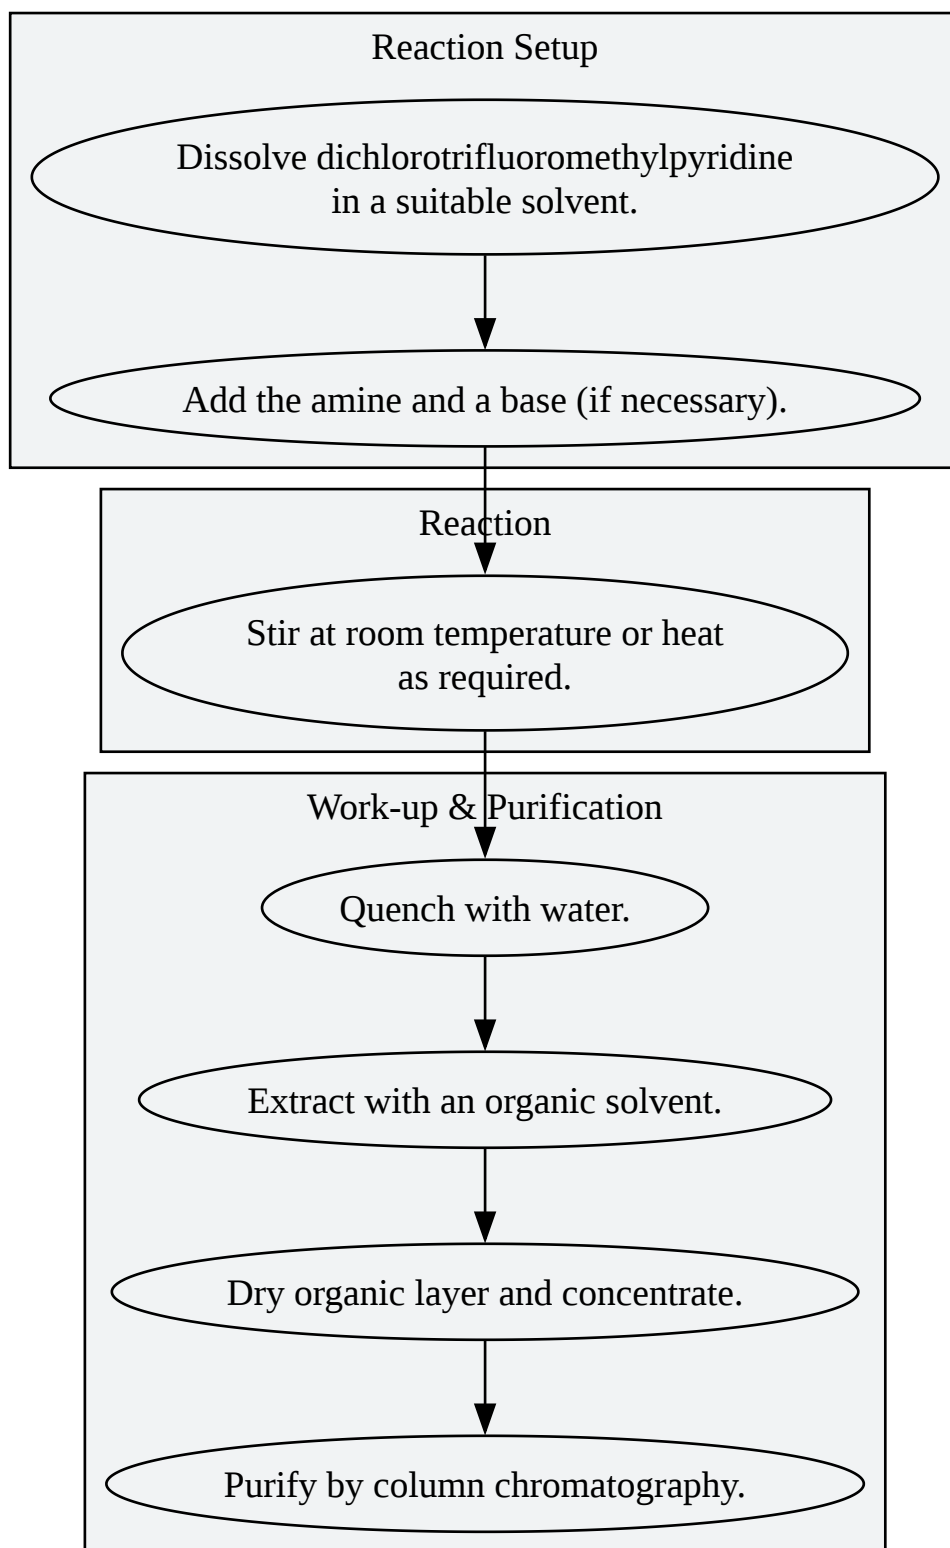 Reaction Setup
Dissolve dichlorotrifluoromethylpyridine
in a suitable solvent.
Add the amine and a base (if necessary).
Reaction
Stir at room temperature or heat
as required.
Work-up & Purification
Quench with water.
Extract with an organic solvent.
Dry organic layer and concentrate.
Purify by column chromatography.